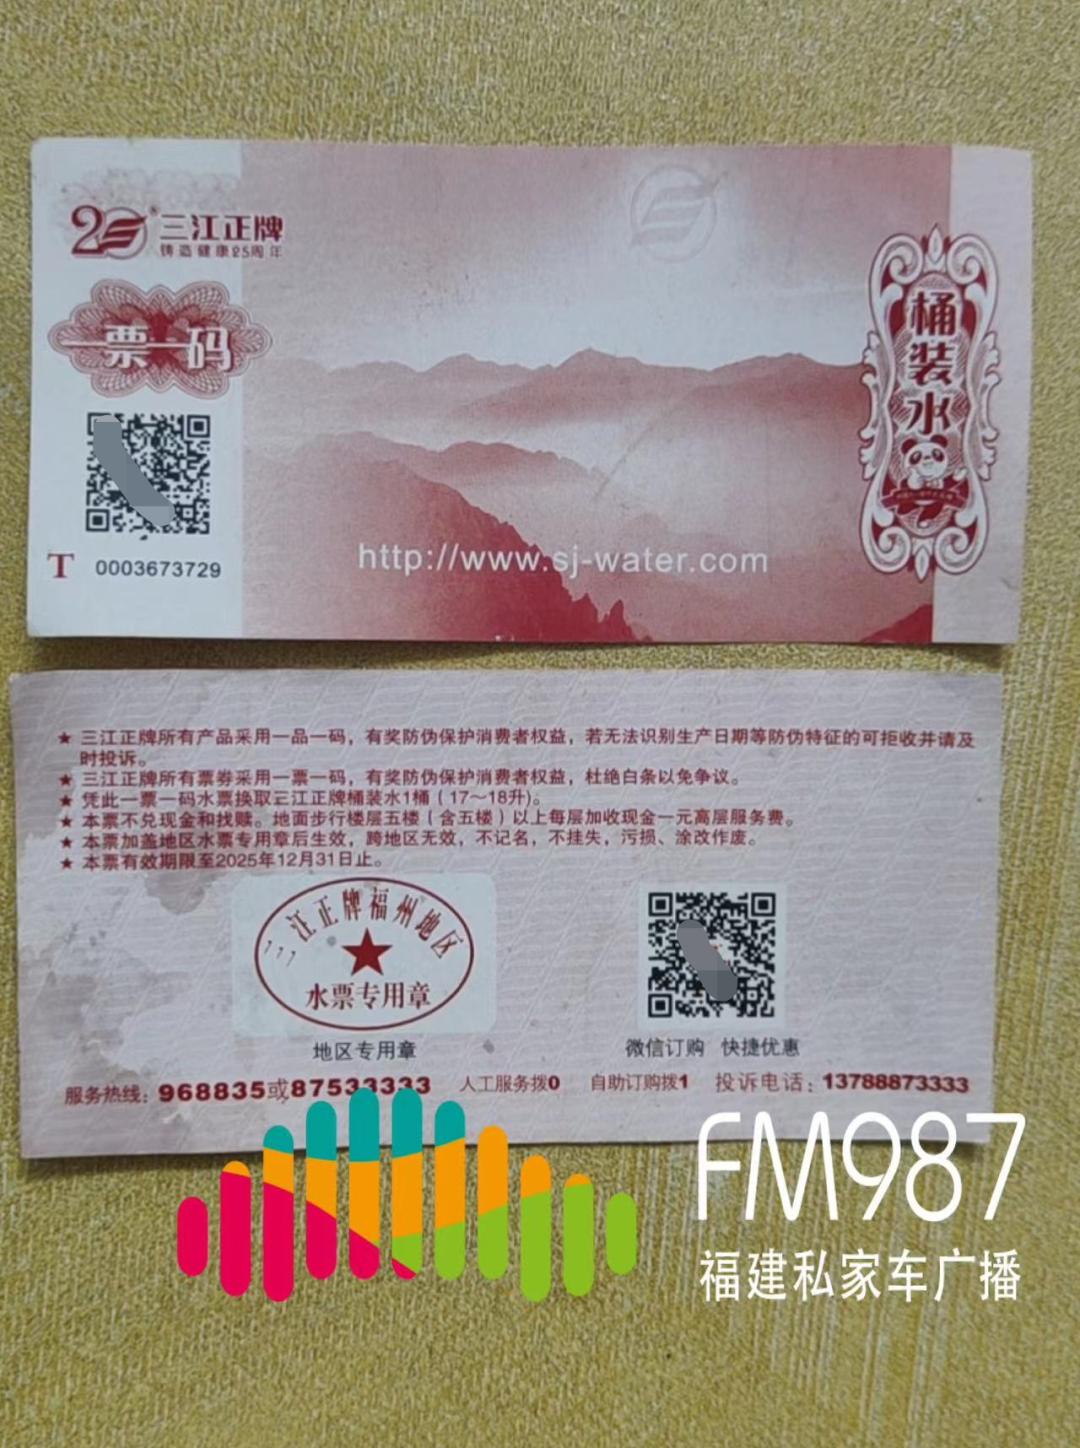 三江正牌
铸造健康25周年
一票一码
T 0003673729
http://www.sj-water.com
桶装水
★ 三江正牌所有产品采用一品一码，有奖防伪保护消费者权益，若无法识别生产日期等防伪特征的可拒收并请及
时投诉。
★ 三江正牌所有票券采用一票一码，有奖防伪保护消费者权益，杜绝白条以免争议。
★ 凭此一票一码水票换取三江正牌桶装水1桶（17～18升）。
★ 本票不兑现金和找赎。地面步行楼层五楼（含五楼）以上每层加收现金一元高层服务费。
★ 本票加盖地区水票专用章后生效，跨地区无效，不记名，不挂失，污损、涂改作废。
★ 本票有效期限至2025年12月31日止。
三江正牌福州地区
水票专用章
地区专用章
微信订购 快捷优惠
服务热线：968835或87533333 人工服务拨0 自助订购拨1 投诉电话：13788873333
FM987
福建私家车广播